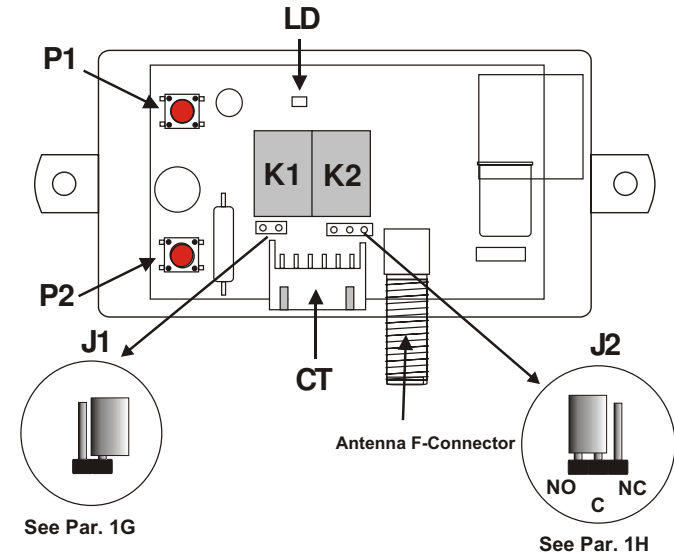 LD
P1
K1
K2
P2
J1
CT
J2
Antenna F-Connector
NO
C
NC
See Par. 1G
See Par. 1H